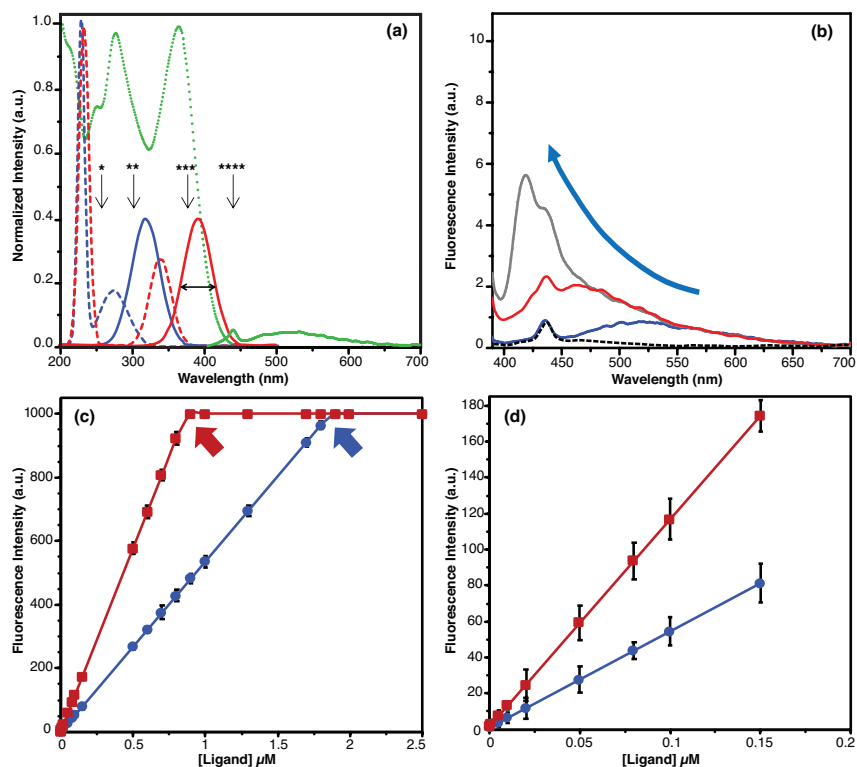 (a)
Normalized Intensity (a.u.)
1.0
0.8
0.6
0.4
0.2
0.0
* ** *** ****
200 300 400 500 600 700
Wavelength (nm)
(b)
Fluorescence Intensity (a.u.)
10
8
6
4
2
0
400 450 500 550 590 650 700
Wavelength (nm)
(c)
Fluorescence Intensity (a.u.)
1000
800
600
400
200
0
0 0.5 1 1.5 2 2.5
[Ligand] µM
(d)
Fluorescence Intensity (a.u.)
180
160
140
120
100
80
60
40
20
0
0 0.05 0.1 0.15 0.2
[Ligand] µM